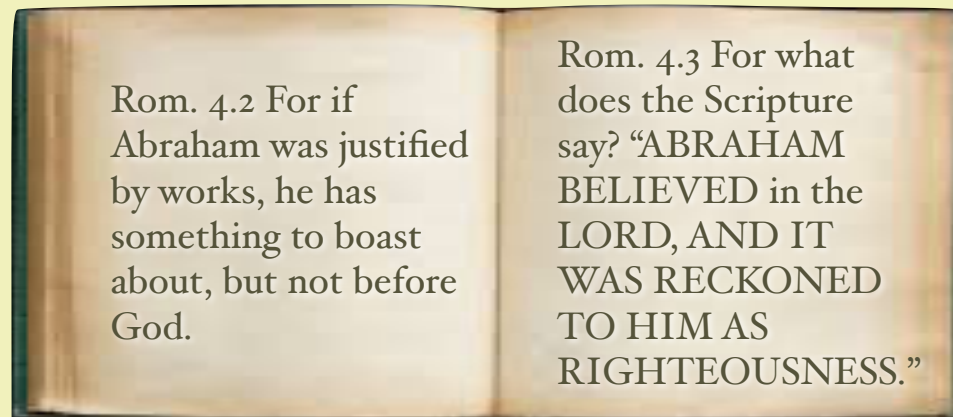 Rom. 4.2 For if
Abraham was justified
by works, he has
something to boast
about, but not before
God.
Rom. 4.3 For what
does the Scripture
say? “ABRAHAM
BELIEVED in the
LORD, AND IT
WAS RECKONED
TO HIM AS
RIGHTEOUSNESS.”